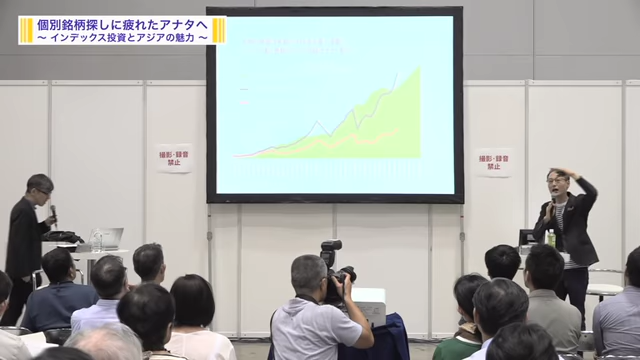 個別銘柄探しに疲れたアナタへ
～ インデックス投資とアジアの魅力 ～
撮影・録音
禁止
撮影・録音
禁止